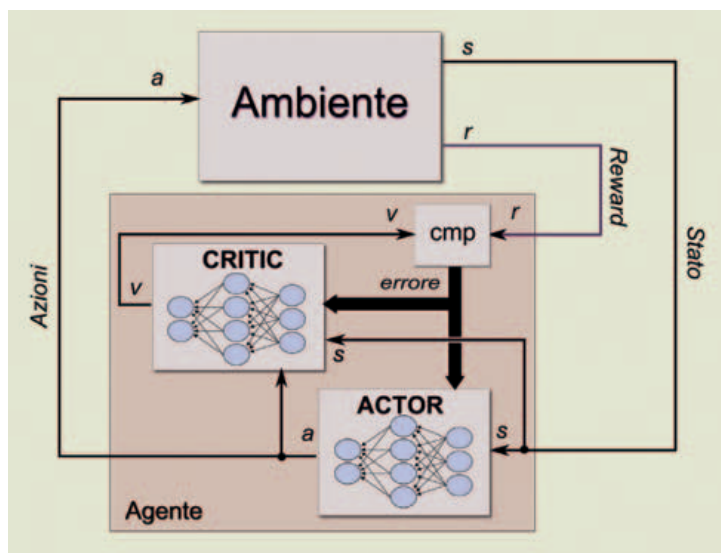 s
a
Ambiente
r
Reward
Stato
Azioni
v
r
cmp
CRITIC
v
errore
s
ACTOR
a
s
Agente